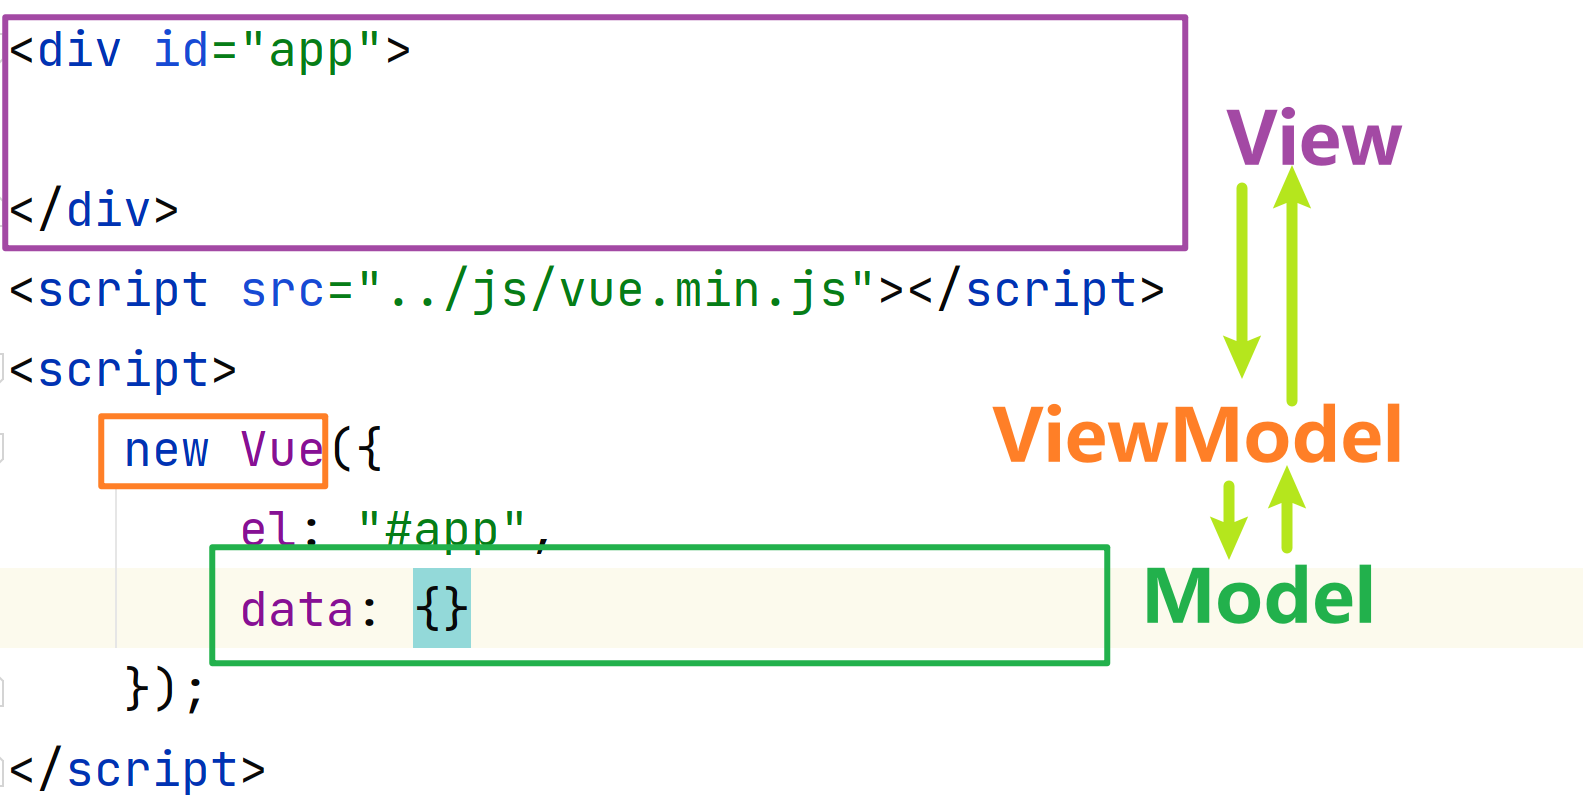 <div id="app">
View
</div>
<script src="../js/vue.min.js"></script>
<script>
    new Vue({
ViewModel
        el: "#app",
        data: {}
Model
    });
</script>